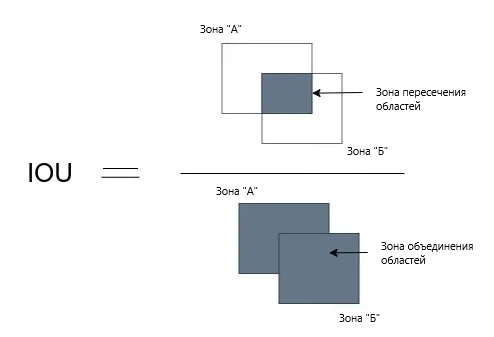 Зона "А"
Зона пересечения
областей
Зона "Б"
IOU =
Зона "А"
Зона объединения
областей
Зона "Б"